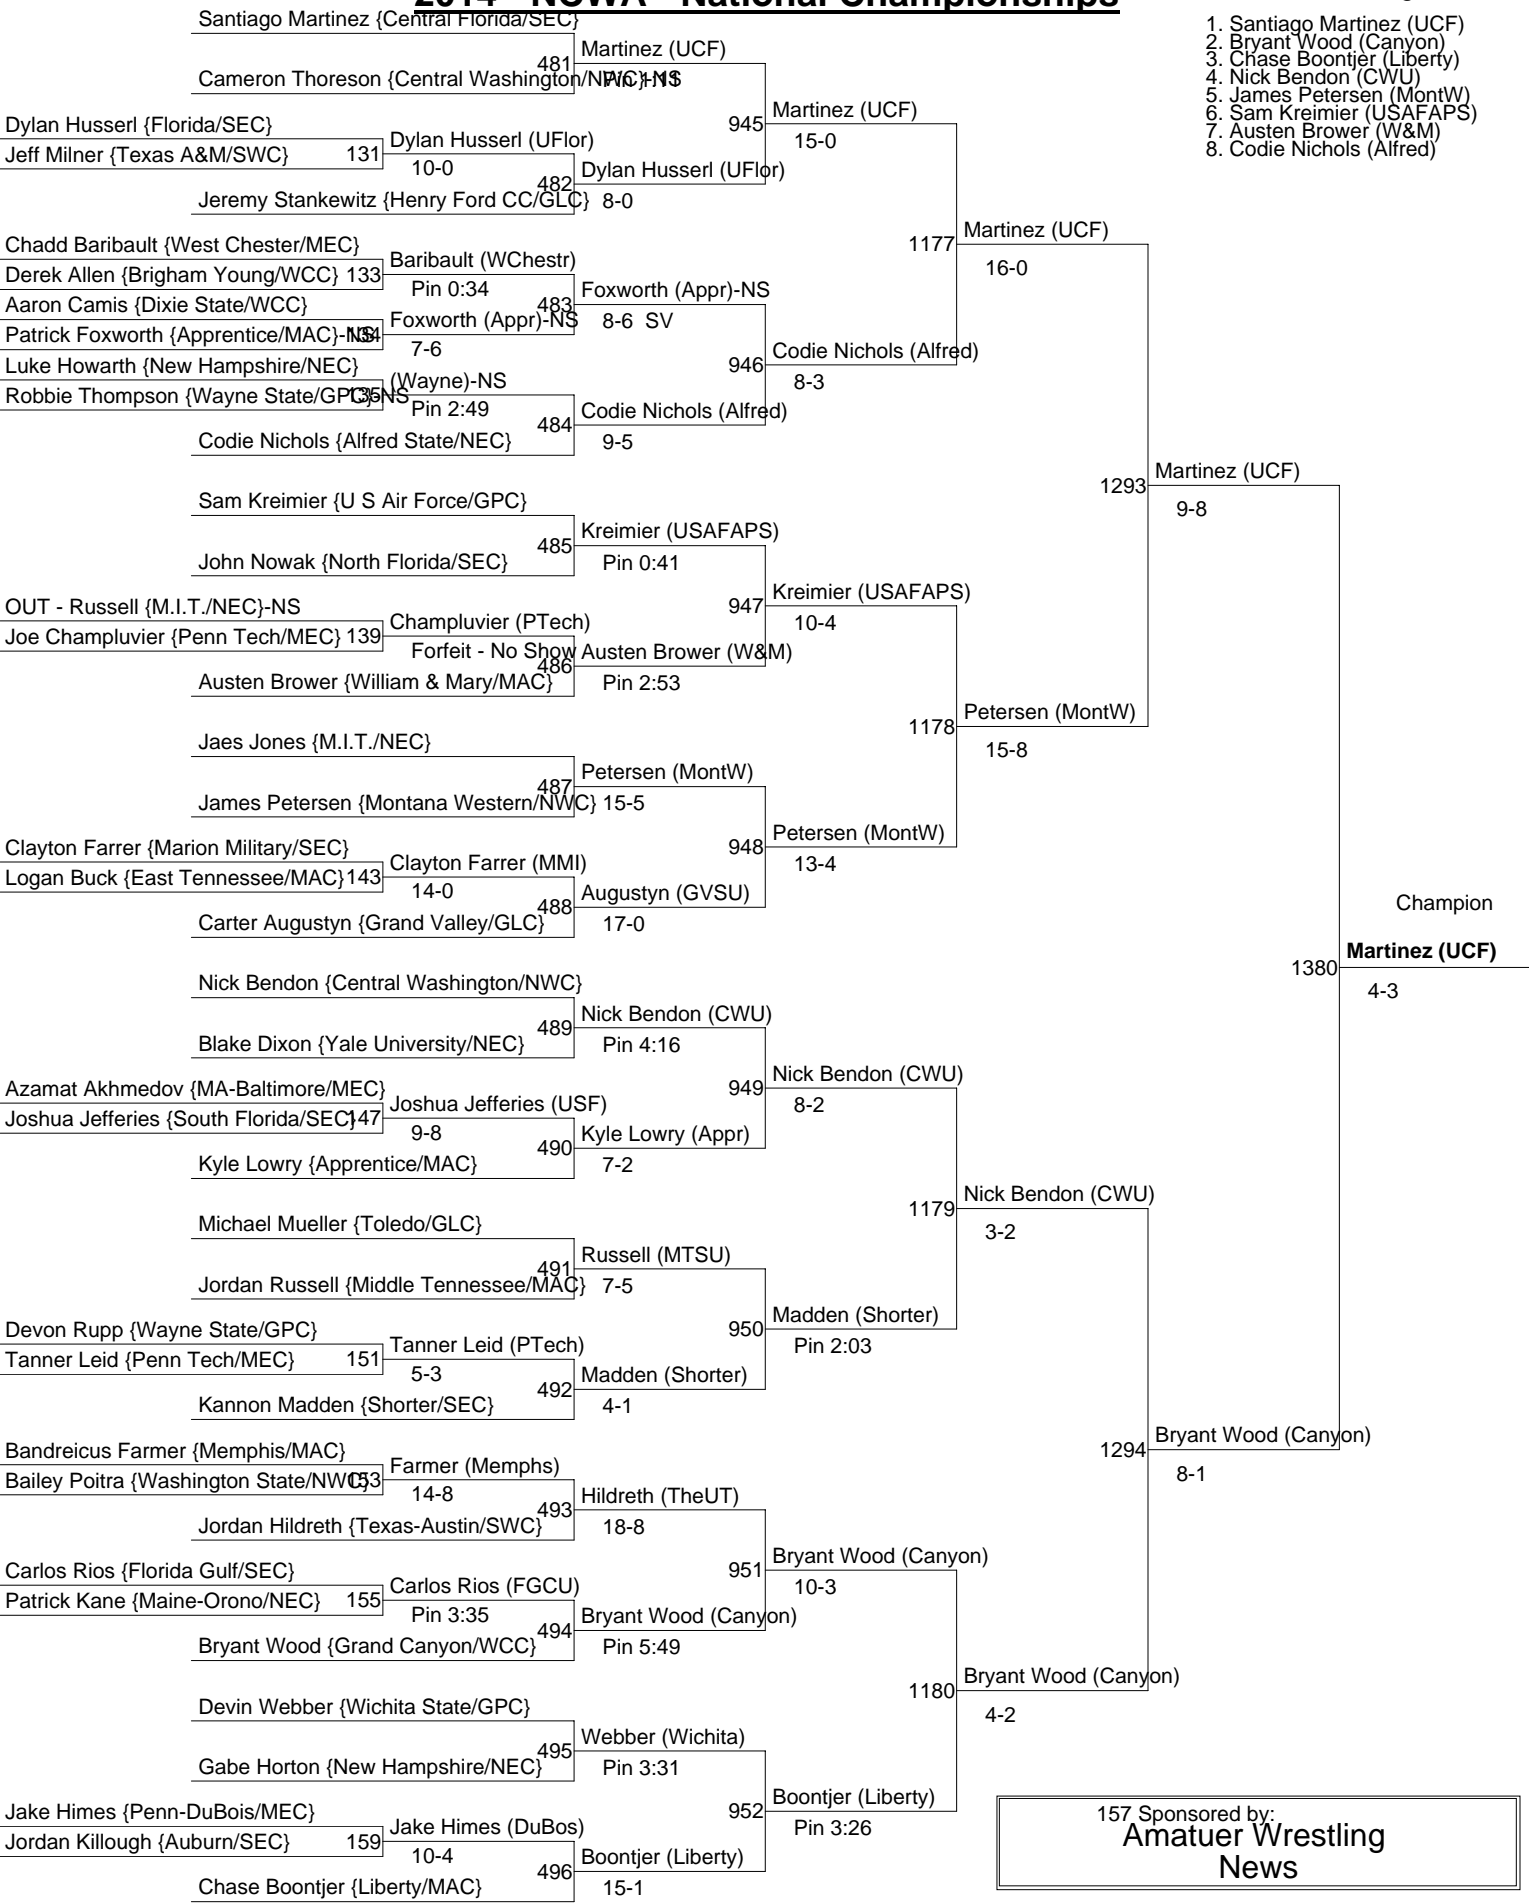 2014 - NCWA - National Championships
1. Santiago Martinez (UCF)
2. Bryant Wood (Canyon)
3. Chase Boontjer (Liberty)
4. Nick Bendon (CWU)
5. James Petersen (MontW)
6. Sam Kreimier (USAFAPS)
7. Austen Brower (W&M)
8. Codie Nichols (Alfred)
Santiago Martinez {Central Florida/SEC}
481
Martinez (UCF)
Cameron Thoreson {Central Washington/NWC}-NS
Pin 1:11
Dylan Husserl {Florida/SEC}
Jeff Milner {Texas A&M/SWC}
131
Dylan Husserl (UFlor)
10-0
482
Dylan Husserl (UFlor)
8-0
Jeremy Stankewitz {Henry Ford CC/GLC}
945
Martinez (UCF)
15-0
Chadd Baribault {West Chester/MEC}
Derek Allen {Brigham Young/WCC}
133
Baribault (WChestr)
Pin 0:34
Aaron Camis {Dixie State/WCC}
Patrick Foxworth {Apprentice/MAC}-NS
134
Foxworth (Appr)-NS
7-6
483
Foxworth (Appr)-NS
8-6 SV
Luke Howarth {New Hampshire/NEC}
Robbie Thompson {Wayne State/GPC}-NS
135
(Wayne)-NS
Pin 2:49
484
Codie Nichols (Alfred)
9-5
Codie Nichols {Alfred State/NEC}
946
Codie Nichols (Alfred)
8-3
1177
Martinez (UCF)
16-0
Sam Kreimier {U S Air Force/GPC}
485
Kreimier (USAFAPS)
Pin 0:41
John Nowak {North Florida/SEC}
OUT - Russell {M.I.T./NEC}-NS
Joe Champluvier {Penn Tech/MEC}
139
Champluvier (PTech)
Forfeit - No Show
486
Austen Brower (W&M)
Pin 2:53
Austen Brower {William & Mary/MAC}
947
Kreimier (USAFAPS)
10-4
Jaes Jones {M.I.T./NEC}
487
Petersen (MontW)
15-5
James Petersen {Montana Western/NWC}
Clayton Farrer {Marion Military/SEC}
Logan Buck {East Tennessee/MAC}
143
Clayton Farrer (MMI)
14-0
488
Augustyn (GVSU)
17-0
Carter Augustyn {Grand Valley/GLC}
948
Petersen (MontW)
13-4
1178
Petersen (MontW)
15-8
1293
Martinez (UCF)
9-8
Nick Bendon {Central Washington/NWC}
489
Nick Bendon (CWU)
Pin 4:16
Blake Dixon {Yale University/NEC}
Azamat Akhmedov {MA-Baltimore/MEC}
Joshua Jefferies {South Florida/SEC}
147
Joshua Jefferies (USF)
9-8
490
Kyle Lowry (Appr)
7-2
Kyle Lowry {Apprentice/MAC}
949
Nick Bendon (CWU)
8-2
Michael Mueller {Toledo/GLC}
491
Russell (MTSU)
7-5
Jordan Russell {Middle Tennessee/MAC}
Devon Rupp {Wayne State/GPC}
Tanner Leid {Penn Tech/MEC}
151
Tanner Leid (PTech)
5-3
492
Madden (Shorter)
4-1
Kannon Madden {Shorter/SEC}
950
Madden (Shorter)
Pin 2:03
1179
Nick Bendon (CWU)
3-2
Bandreicus Farmer {Memphis/MAC}
Bailey Poitra {Washington State/NWC}
153
Farmer (Memphs)
14-8
493
Hildreth (TheUT)
18-8
Jordan Hildreth {Texas-Austin/SWC}
Carlos Rios {Florida Gulf/SEC}
Patrick Kane {Maine-Orono/NEC}
155
Carlos Rios (FGCU)
Pin 3:35
494
Bryant Wood (Canyon)
Pin 5:49
Bryant Wood {Grand Canyon/WCC}
951
Bryant Wood (Canyon)
10-3
Devin Webber {Wichita State/GPC}
495
Webber (Wichita)
Pin 3:31
Gabe Horton {New Hampshire/NEC}
Jake Himes {Penn-DuBois/MEC}
Jordan Killough {Auburn/SEC}
159
Jake Himes (DuBos)
10-4
496
Boontjer (Liberty)
15-1
Chase Boontjer {Liberty/MAC}
952
Boontjer (Liberty)
Pin 3:26
1180
Bryant Wood (Canyon)
4-2
1294
Bryant Wood (Canyon)
8-1
Champion
1380
Martinez (UCF)
4-3
157 Sponsored by:
Amatuer Wrestling
News